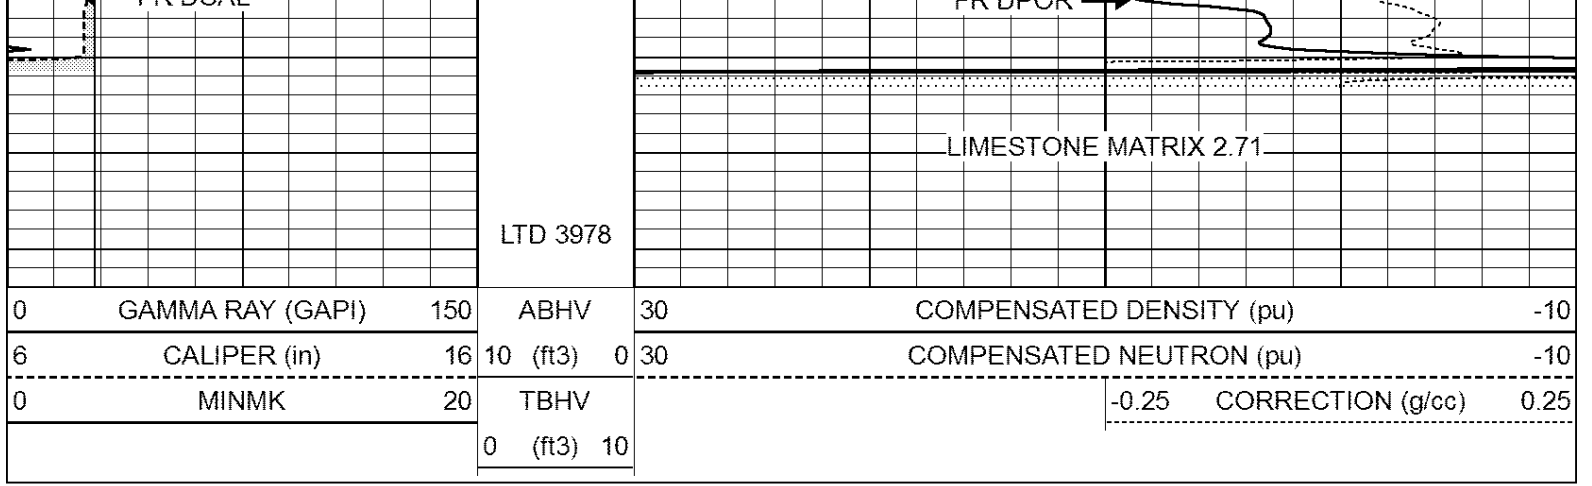 FR DCAL
FR DPOR
LIMESTONE MATRIX 2.71
LTD 3978
0 GAMMA RAY (GAPI) 150 ABHV 30 COMPENSATED DENSITY (pu) -10
6 CALIPER (in) 16 10 (ft3) 0 30 COMPENSATED NEUTRON (pu) -10
0 MINMK 20 TBHV -0.25 CORRECTION (g/cc) 0.25
0 (ft3) 10